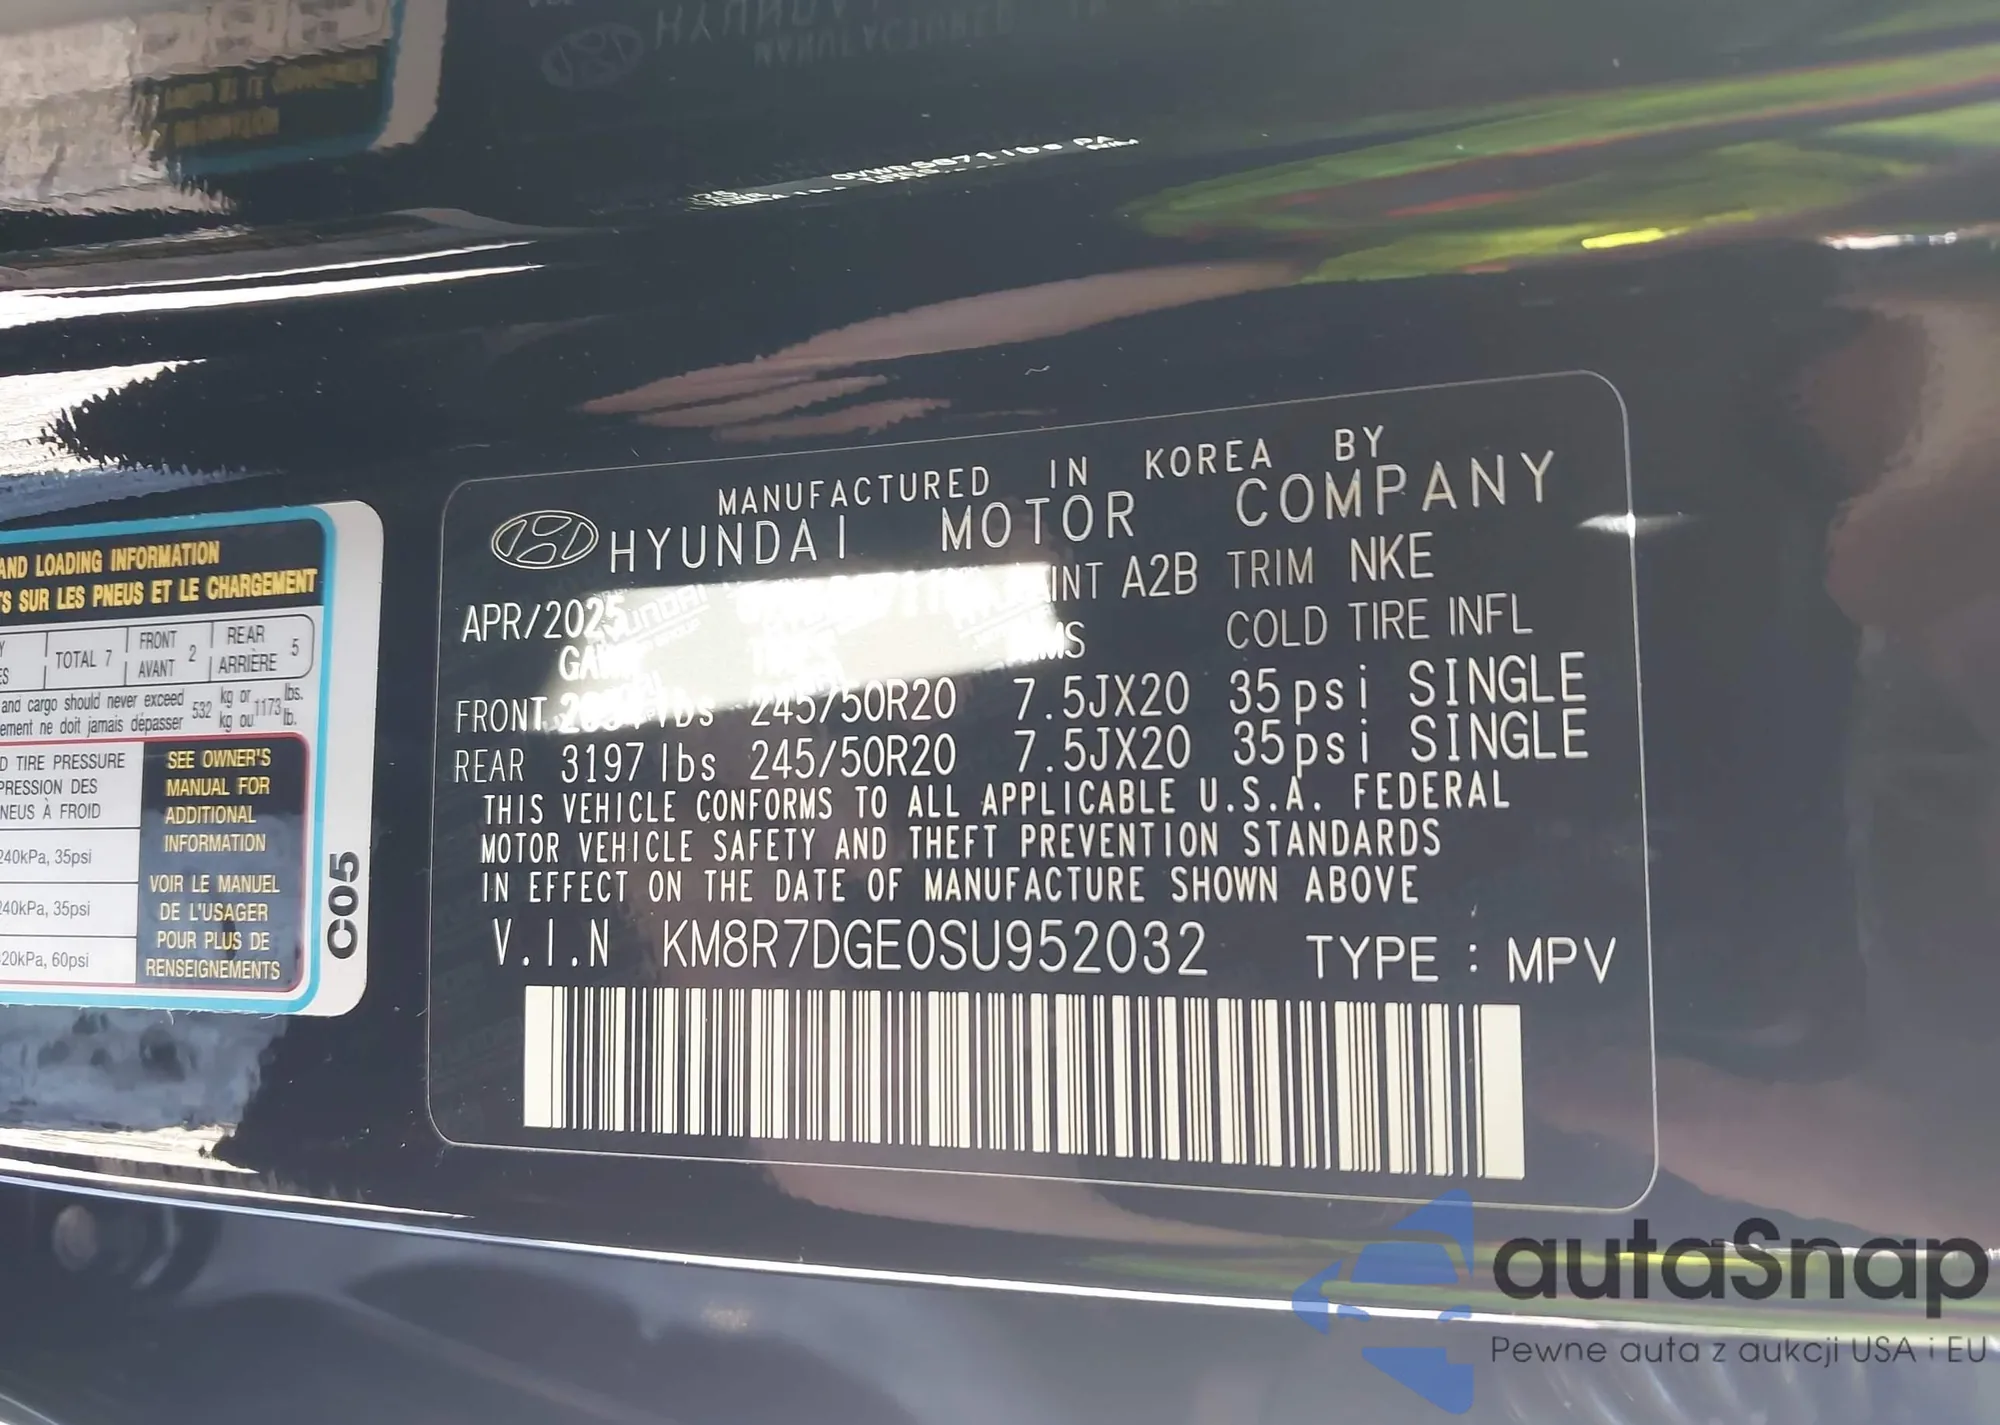 AND LOADING INFORMATION
S SUR LES PNEUS ET LE CHARGEMENT
TOTAL 7
FRONT
AVANT 2
REAR
ARRIÈRE 5
and cargo should never exceed 532 kg or 1173 lbs.
ement ne doit jamais dépasser kg ou lb.
D TIRE PRESSURE
PRESSION DES
NEUS À FROID
240kPa, 35psi
240kPa, 35psi
20kPa, 60psi
SEE OWNER'S
MANUAL FOR
ADDITIONAL
INFORMATION
VOIR LE MANUEL
DE L'USAGER
POUR PLUS DE
RENSEIGNEMENTS
C05
MANUFACTURED IN KOREA BY
HYUNDAI MOTOR COMPANY
APR/2025 INT A2B TRIM NKE
COLD TIRE INFL
FRONT lbs 245/50R20 7.5JX20 35psi SINGLE
REAR 3197lbs 245/50R20 7.5JX20 35psi SINGLE
THIS VEHICLE CONFORMS TO ALL APPLICABLE U.S.A. FEDERAL
MOTOR VEHICLE SAFETY AND THEFT PREVENTION STANDARDS
IN EFFECT ON THE DATE OF MANUFACTURE SHOWN ABOVE
V.I.N KM8R7DGE0SU952032 TYPE : MPV
autaSnap
Pewne auta z aukcji USA i EU